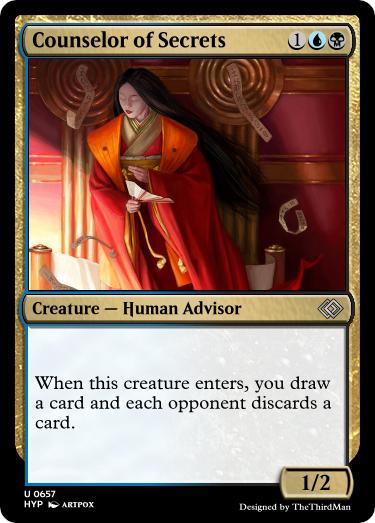 Counselor of Secrets 1
Creature — Human Advisor
When this creature enters, you draw
a card and each opponent discards a
card.
1/2
U 0657
HYP ARTPOX
Designed by TheThirdMan